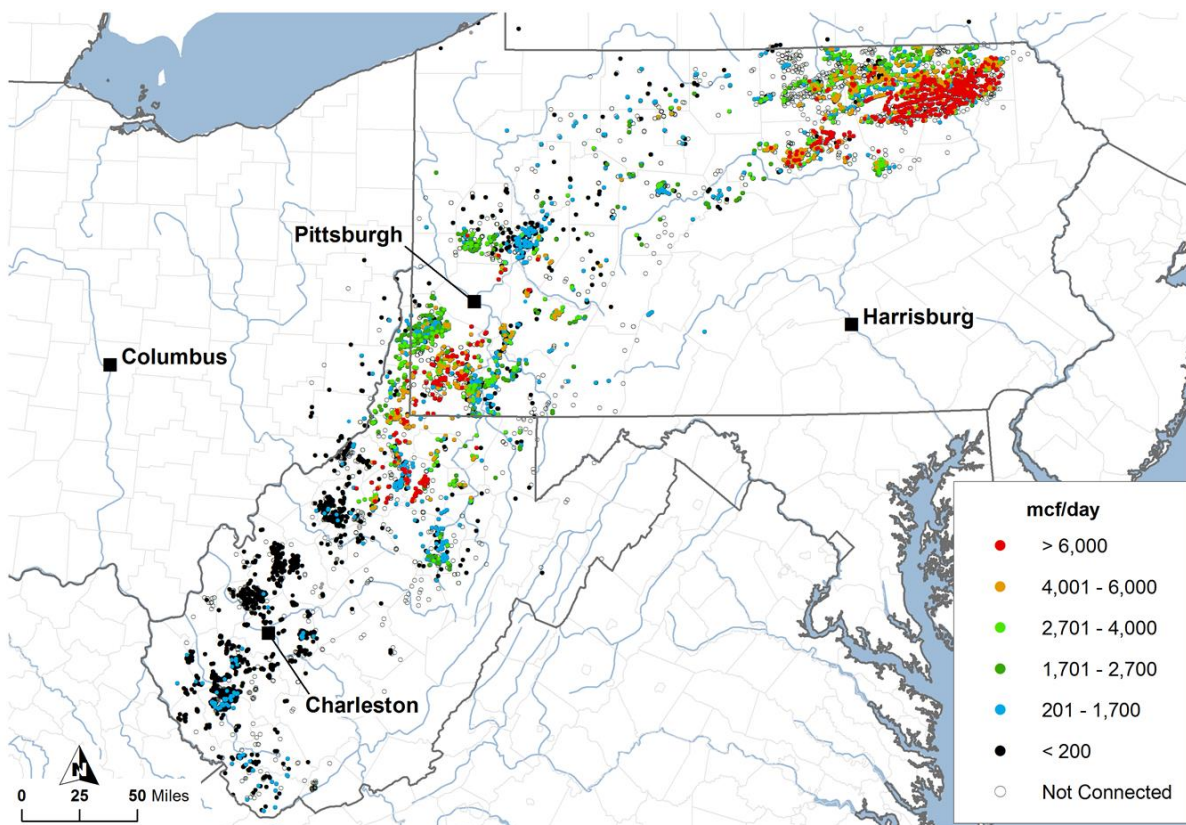 Pittsburgh
Harrisburg
Columbus
Charleston
mcf/day
> 6,000
4,001 - 6,000
2,701 - 4,000
1,701 - 2,700
201 - 1,700
< 200
Not Connected
N
0 25 50 Miles